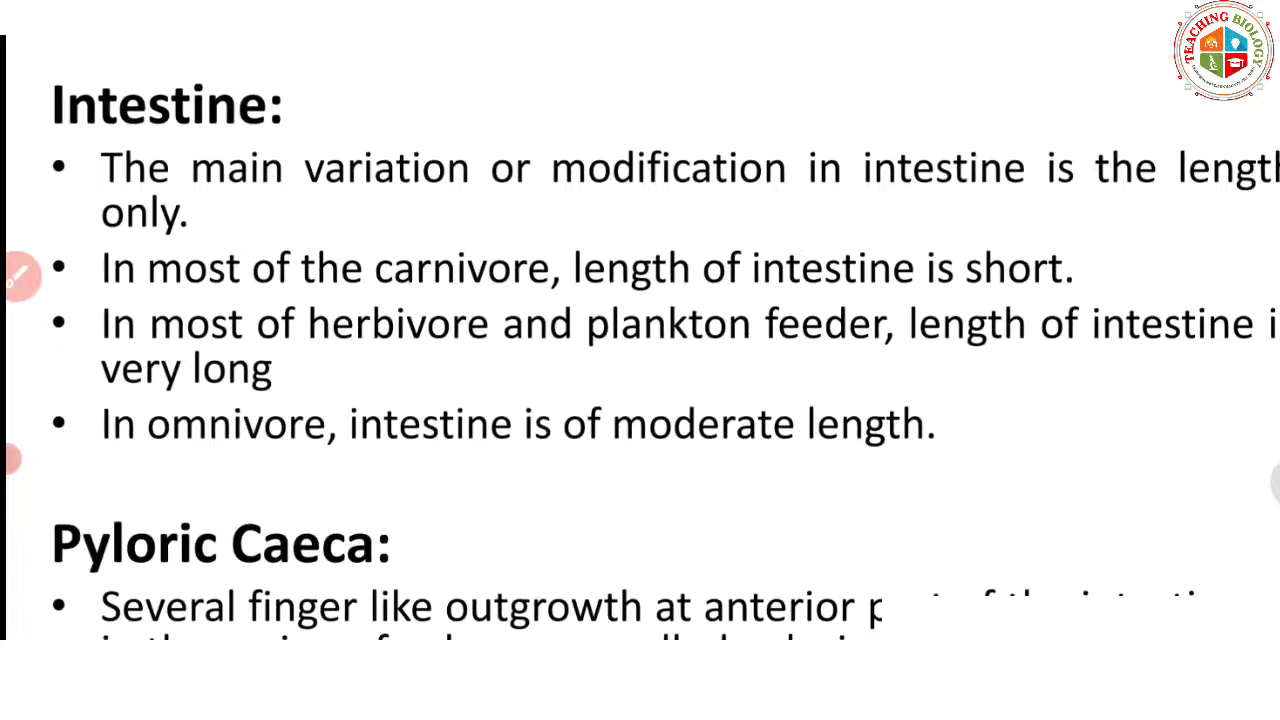 TEACHING BIOLOGY
Intestine:
• The main variation or modification in intestine is the length
only.
• In most of the carnivore, length of intestine is short.
• In most of herbivore and plankton feeder, length of intestine
very long
• In omnivore, intestine is of moderate length.
Pyloric Caeca:
• Several finger like outgrowth at anterior